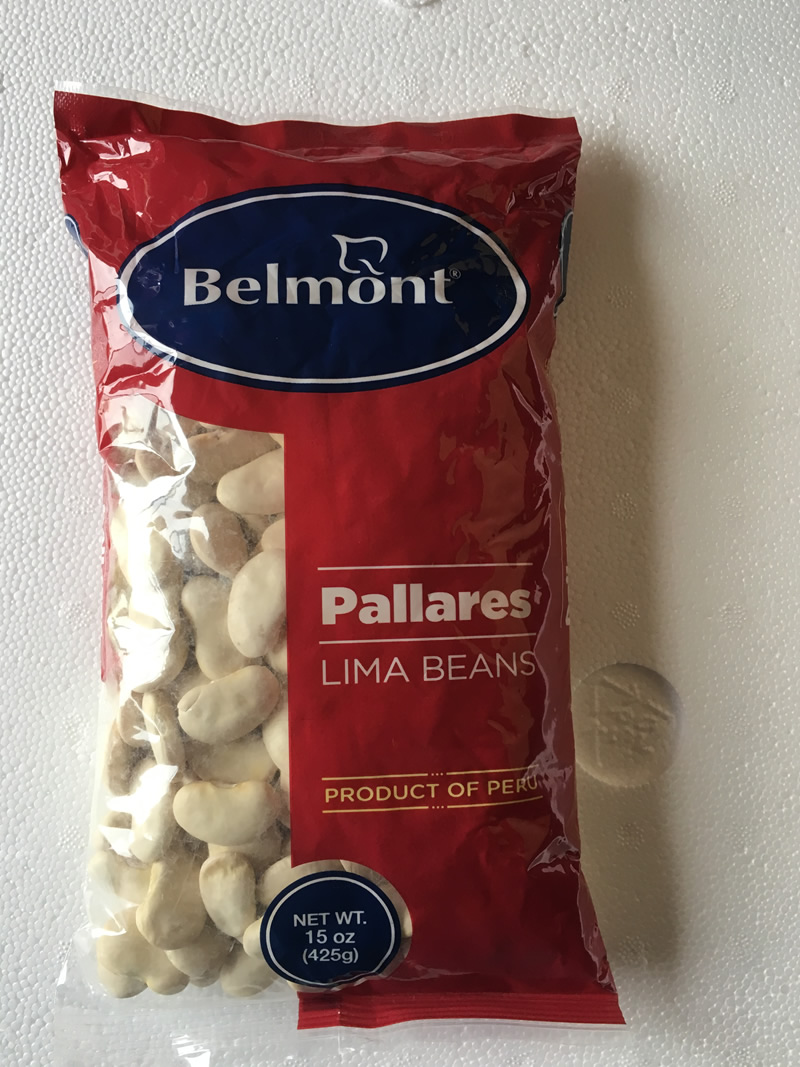 Belmont®
Pallares
LIMA BEANS
PRODUCT OF PERU
NET WT.
15 oz
(425g)